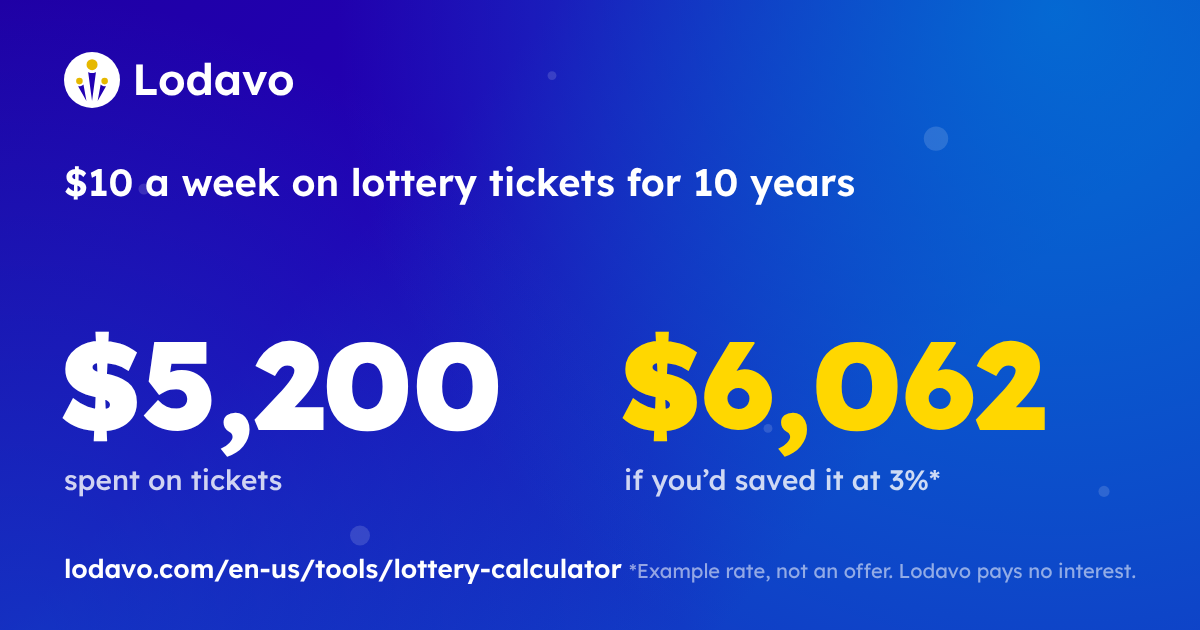 Lodavo
$10 a week on lottery tickets for 10 years
$5,200
spent on tickets
$6,062
if you’d saved it at 3%*
lodavo.com/en-us/tools/lottery-calculator *Example rate, not an offer. Lodavo pays no interest.